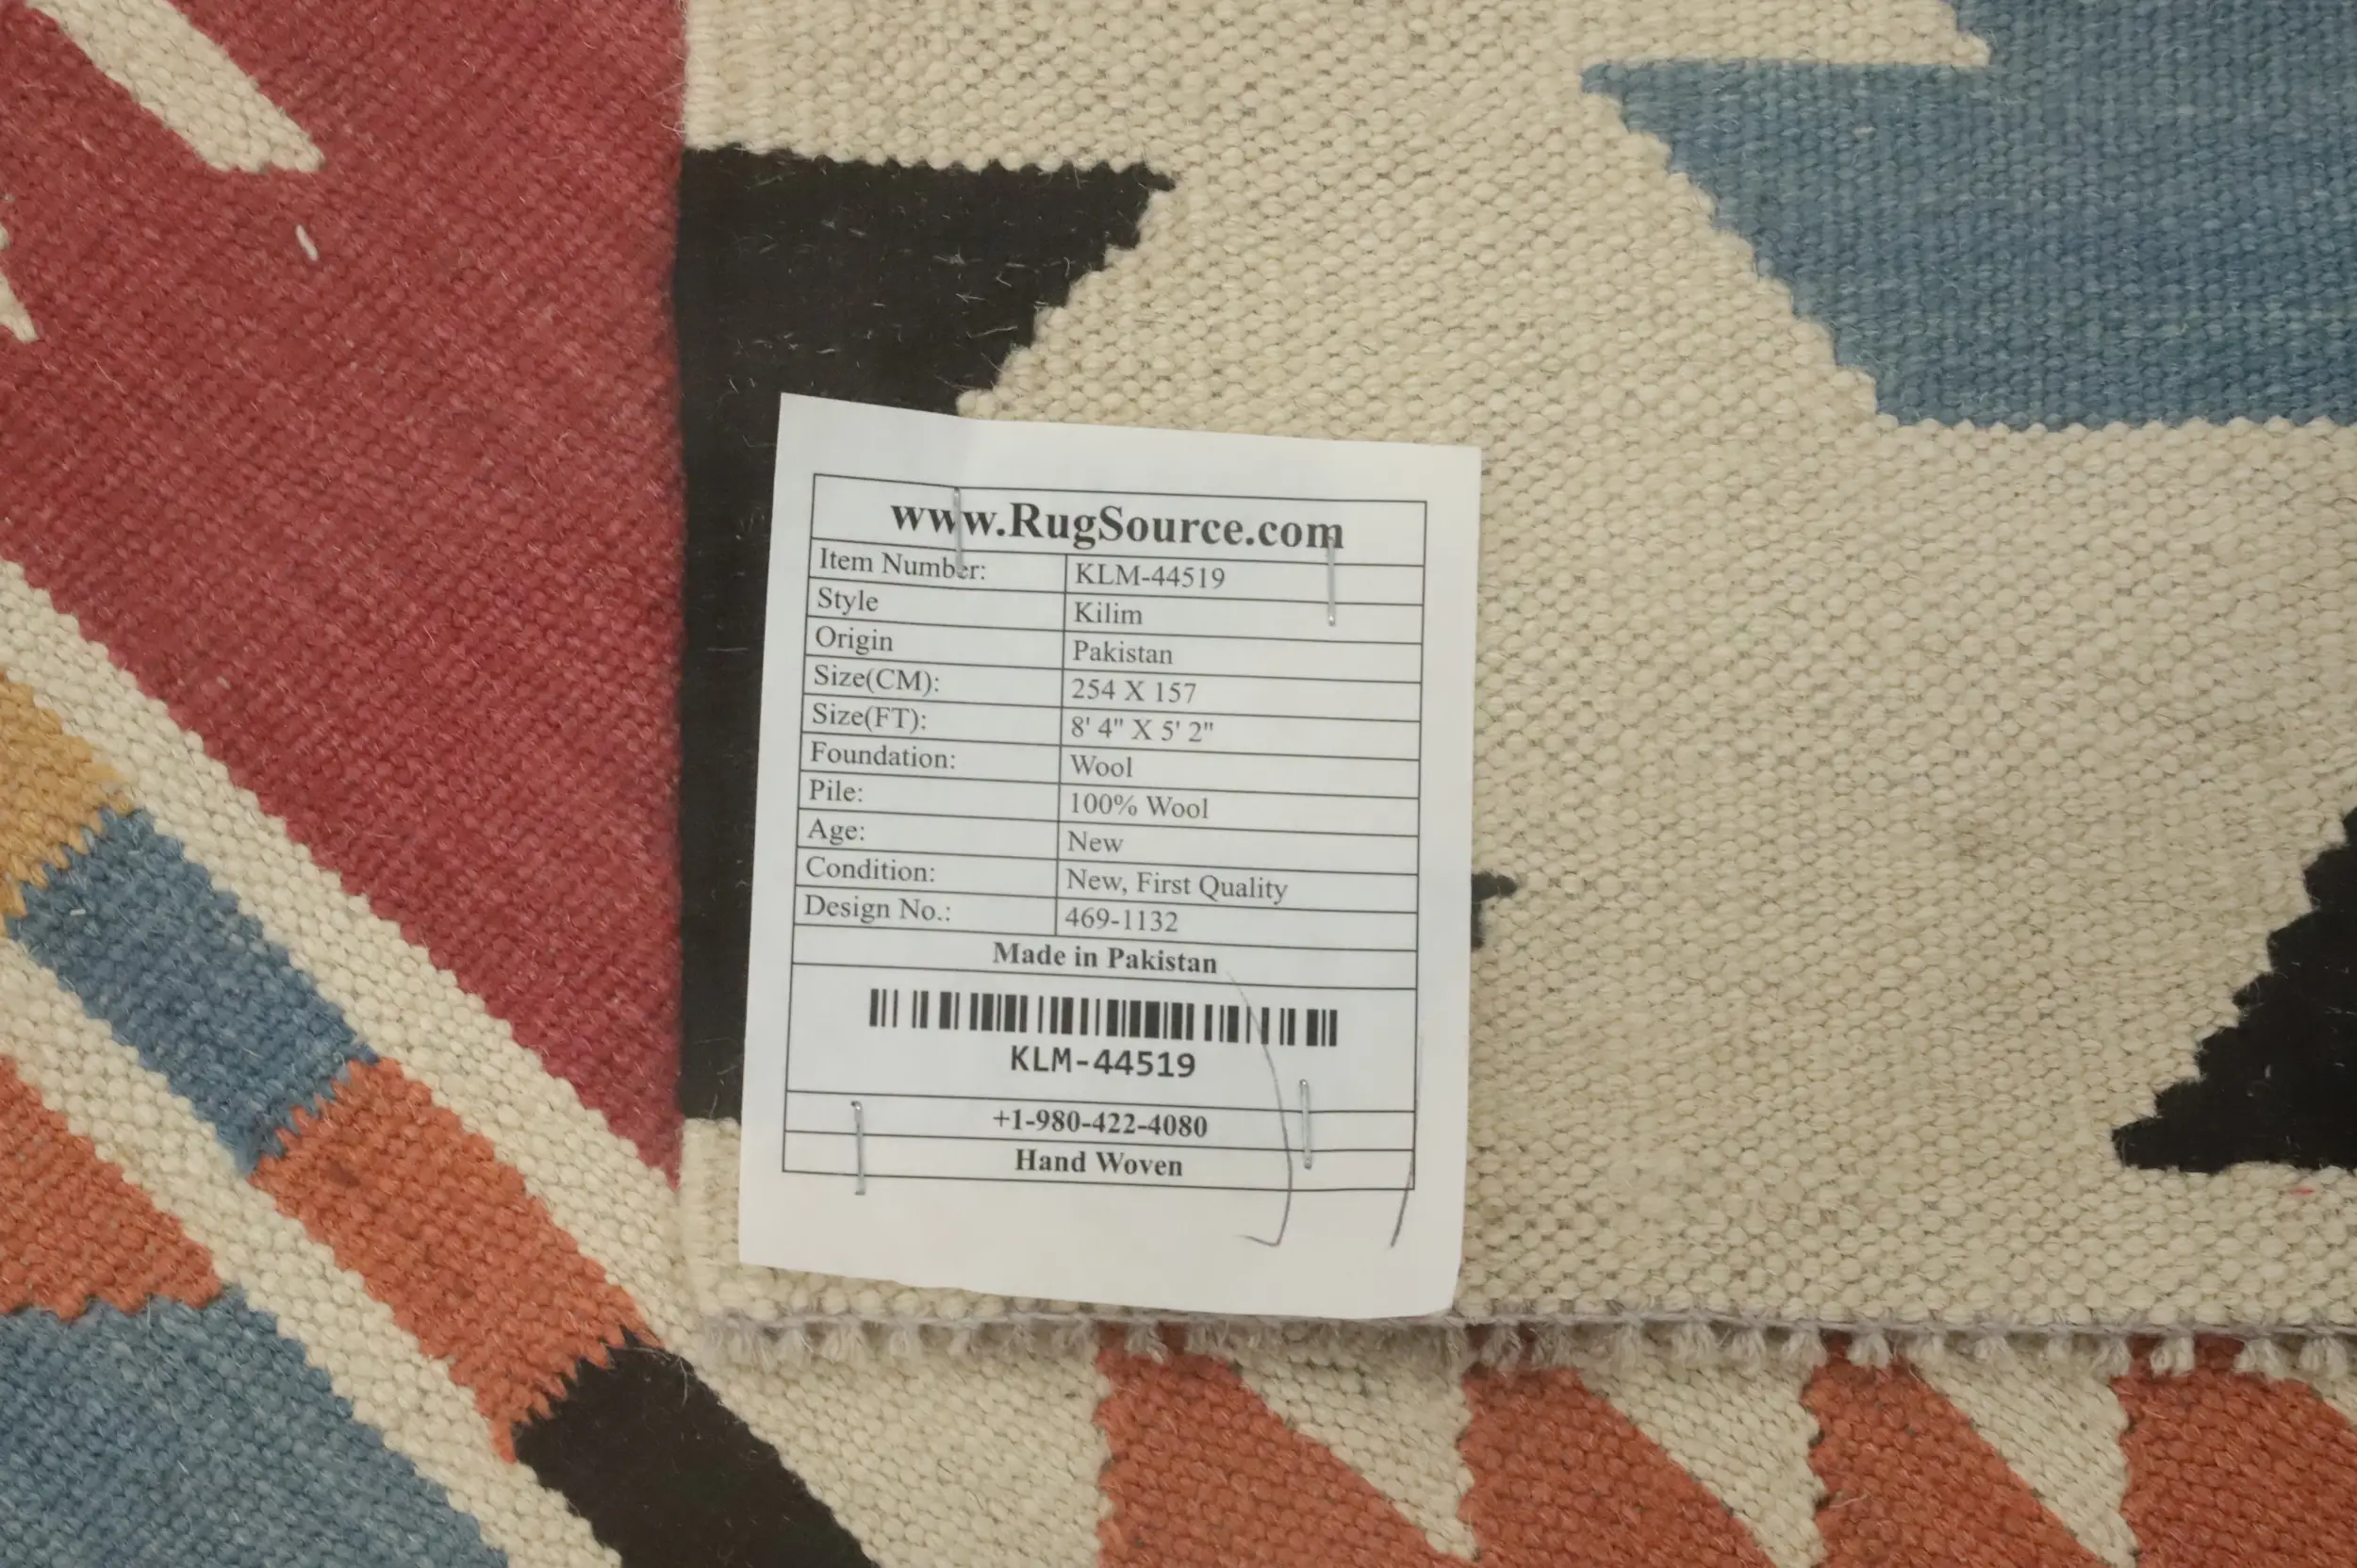 www.RugSource.com
Item Number: KLM-44519
Style Kilim
Origin Pakistan
Size(CM): 254 X 157
Size(FT): 8' 4" X 5' 2"
Foundation: Wool
Pile: 100% Wool
Age: New
Condition: New, First Quality
Design No.: 469-1132
Made in Pakistan
KLM-44519
+1-980-422-4080
Hand Woven